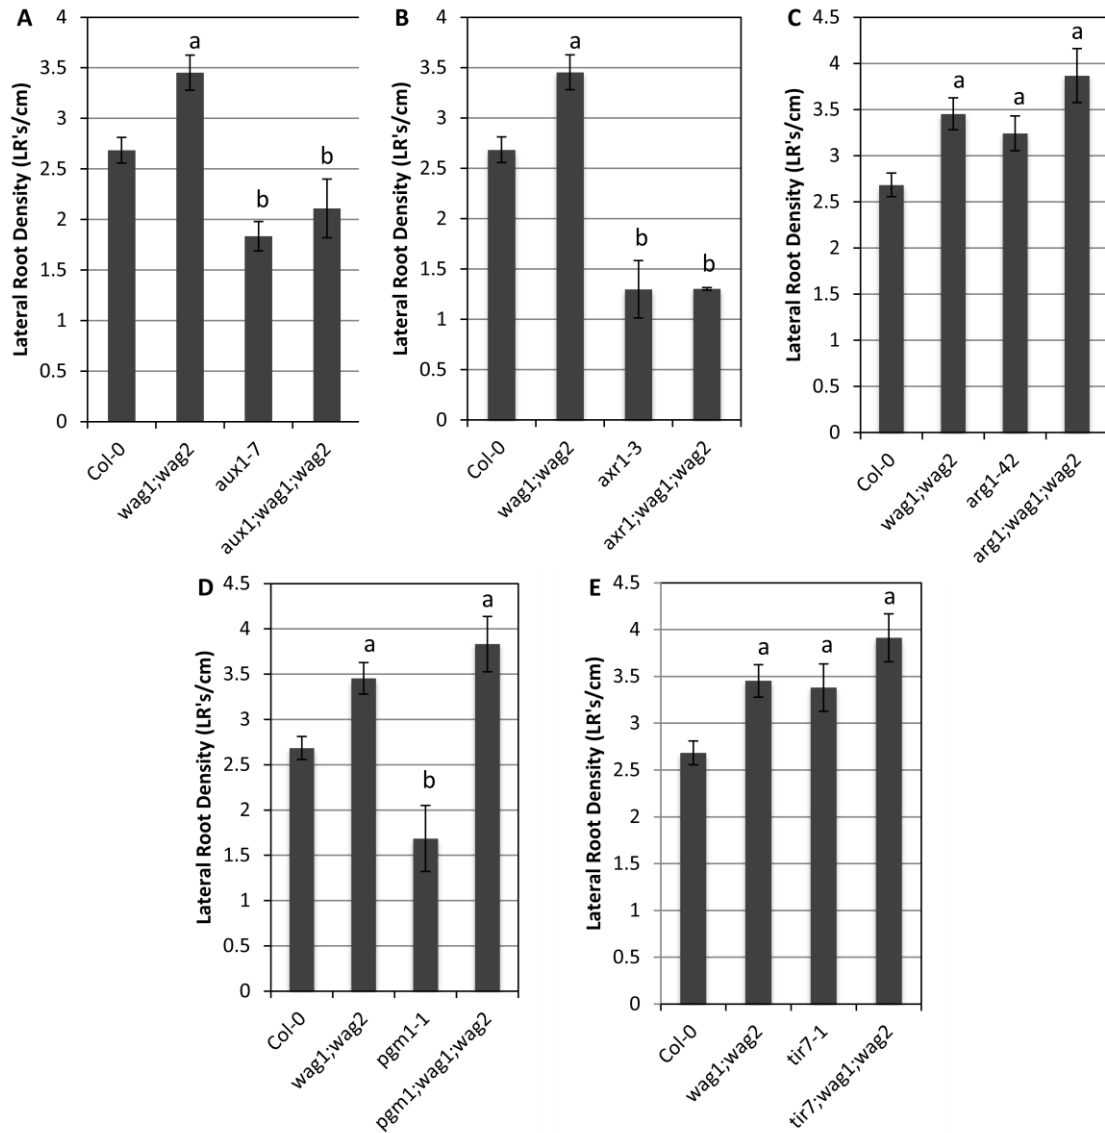 A
Lateral Root Density (LR's/cm)
4
3.5
3
2.5
2
1.5
1
0.5
0
a
b
b
Col-0
wag1;wag2
aux1-7
aux1;wag1;wag2
B
Lateral Root Density (LR's/cm)
4
3.5
3
2.5
2
1.5
1
0.5
0
a
b
b
Col-0
wag1;wag2
axr1-3
axr1;wag1;wag2
C
Lateral Root Density (LR's/cm)
4.5
4
3.5
3
2.5
2
1.5
1
0.5
0
a
a
a
Col-0
wag1;wag2
arg1-42
arg1;wag1;wag2
D
Lateral Root Density (LR's/cm)
4.5
4
3.5
3
2.5
2
1.5
1
0.5
0
a
b
a
Col-0
wag1;wag2
pgm1-1
pgm1;wag1;wag2
E
Lateral Root Density (LR's/cm)
4.5
4
3.5
3
2.5
2
1.5
1
0.5
0
a
a
a
Col-0
wag1;wag2
tir7-1
tir7;wag1;wag2